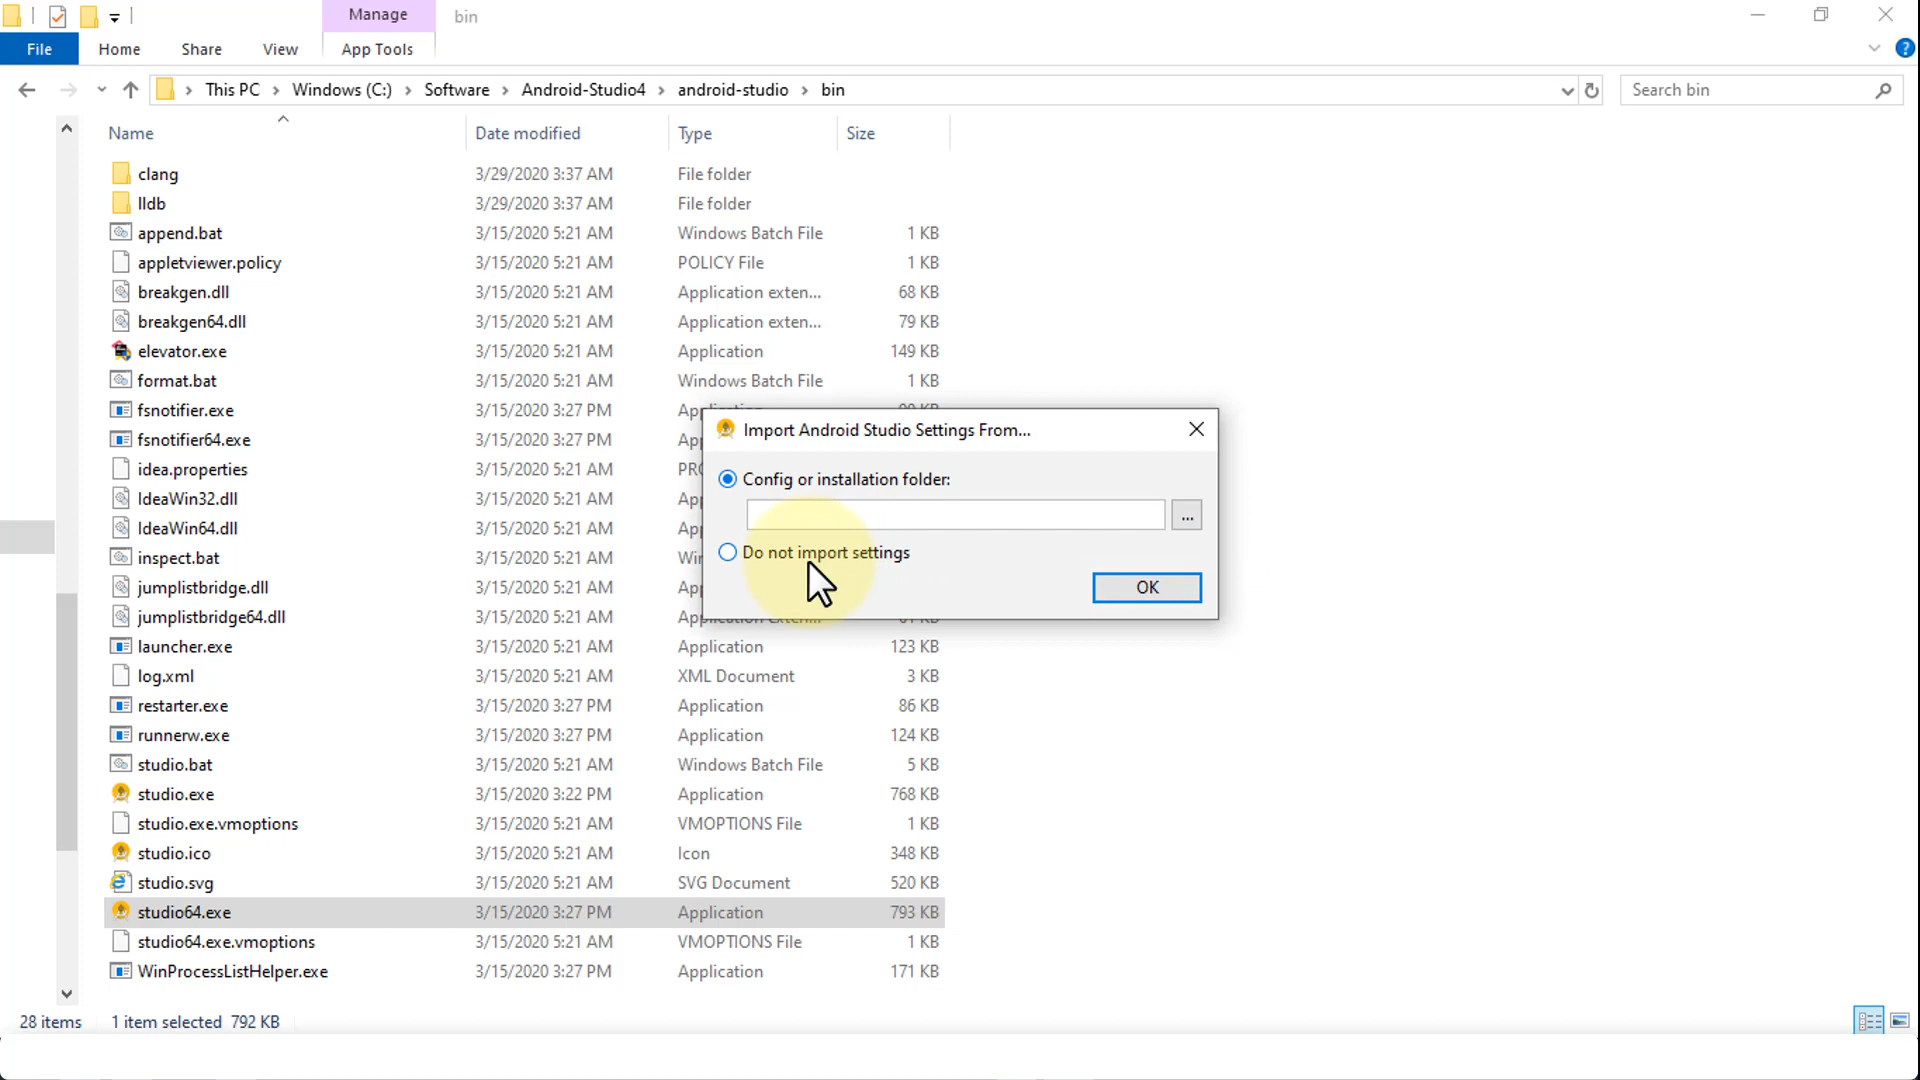 Manage
bin
File
Home
Share
View
App Tools
This PC
Windows (C:)
Software
Android-Studio4
android-studio
bin
Search bin
Name
Date modified
Type
Size
clang 3/29/2020 3:37 AM File folder
lldb 3/29/2020 3:37 AM File folder
append.bat 3/15/2020 5:21 AM Windows Batch File 1 KB
appletviewer.policy 3/15/2020 5:21 AM POLICY File 1 KB
breakgen.dll 3/15/2020 5:21 AM Application exten... 68 KB
breakgen64.dll 3/15/2020 5:21 AM Application exten... 79 KB
elevator.exe 3/15/2020 5:21 AM Application 149 KB
format.bat 3/15/2020 5:21 AM Windows Batch File 1 KB
fsnotifier.exe 3/15/2020 3:27 PM
fsnotifier64.exe 3/15/2020 3:27 PM
idea.properties 3/15/2020 5:21 AM
IdeaWin32.dll 3/15/2020 5:21 AM
IdeaWin64.dll 3/15/2020 5:21 AM
inspect.bat 3/15/2020 5:21 AM
jumplistbridge.dll 3/15/2020 5:21 AM
jumplistbridge64.dll 3/15/2020 5:21 AM
launcher.exe 3/15/2020 5:21 AM Application 123 KB
log.xml 3/15/2020 5:21 AM XML Document 3 KB
restarter.exe 3/15/2020 3:27 PM Application 86 KB
runnerw.exe 3/15/2020 3:27 PM Application 124 KB
studio.bat 3/15/2020 5:21 AM Windows Batch File 5 KB
studio.exe 3/15/2020 3:22 PM Application 768 KB
studio.exe.vmoptions 3/15/2020 5:21 AM VMOPTIONS File 1 KB
studio.ico 3/15/2020 5:21 AM Icon 348 KB
studio.svg 3/15/2020 5:21 AM SVG Document 520 KB
studio64.exe 3/15/2020 3:27 PM Application 793 KB
studio64.exe.vmoptions 3/15/2020 5:21 AM VMOPTIONS File 1 KB
WinProcessListHelper.exe 3/15/2020 3:27 PM Application 171 KB
Import Android Studio Settings From...
Config or installation folder:
...
Do not import settings
OK
28 items
1 item selected 792 KB